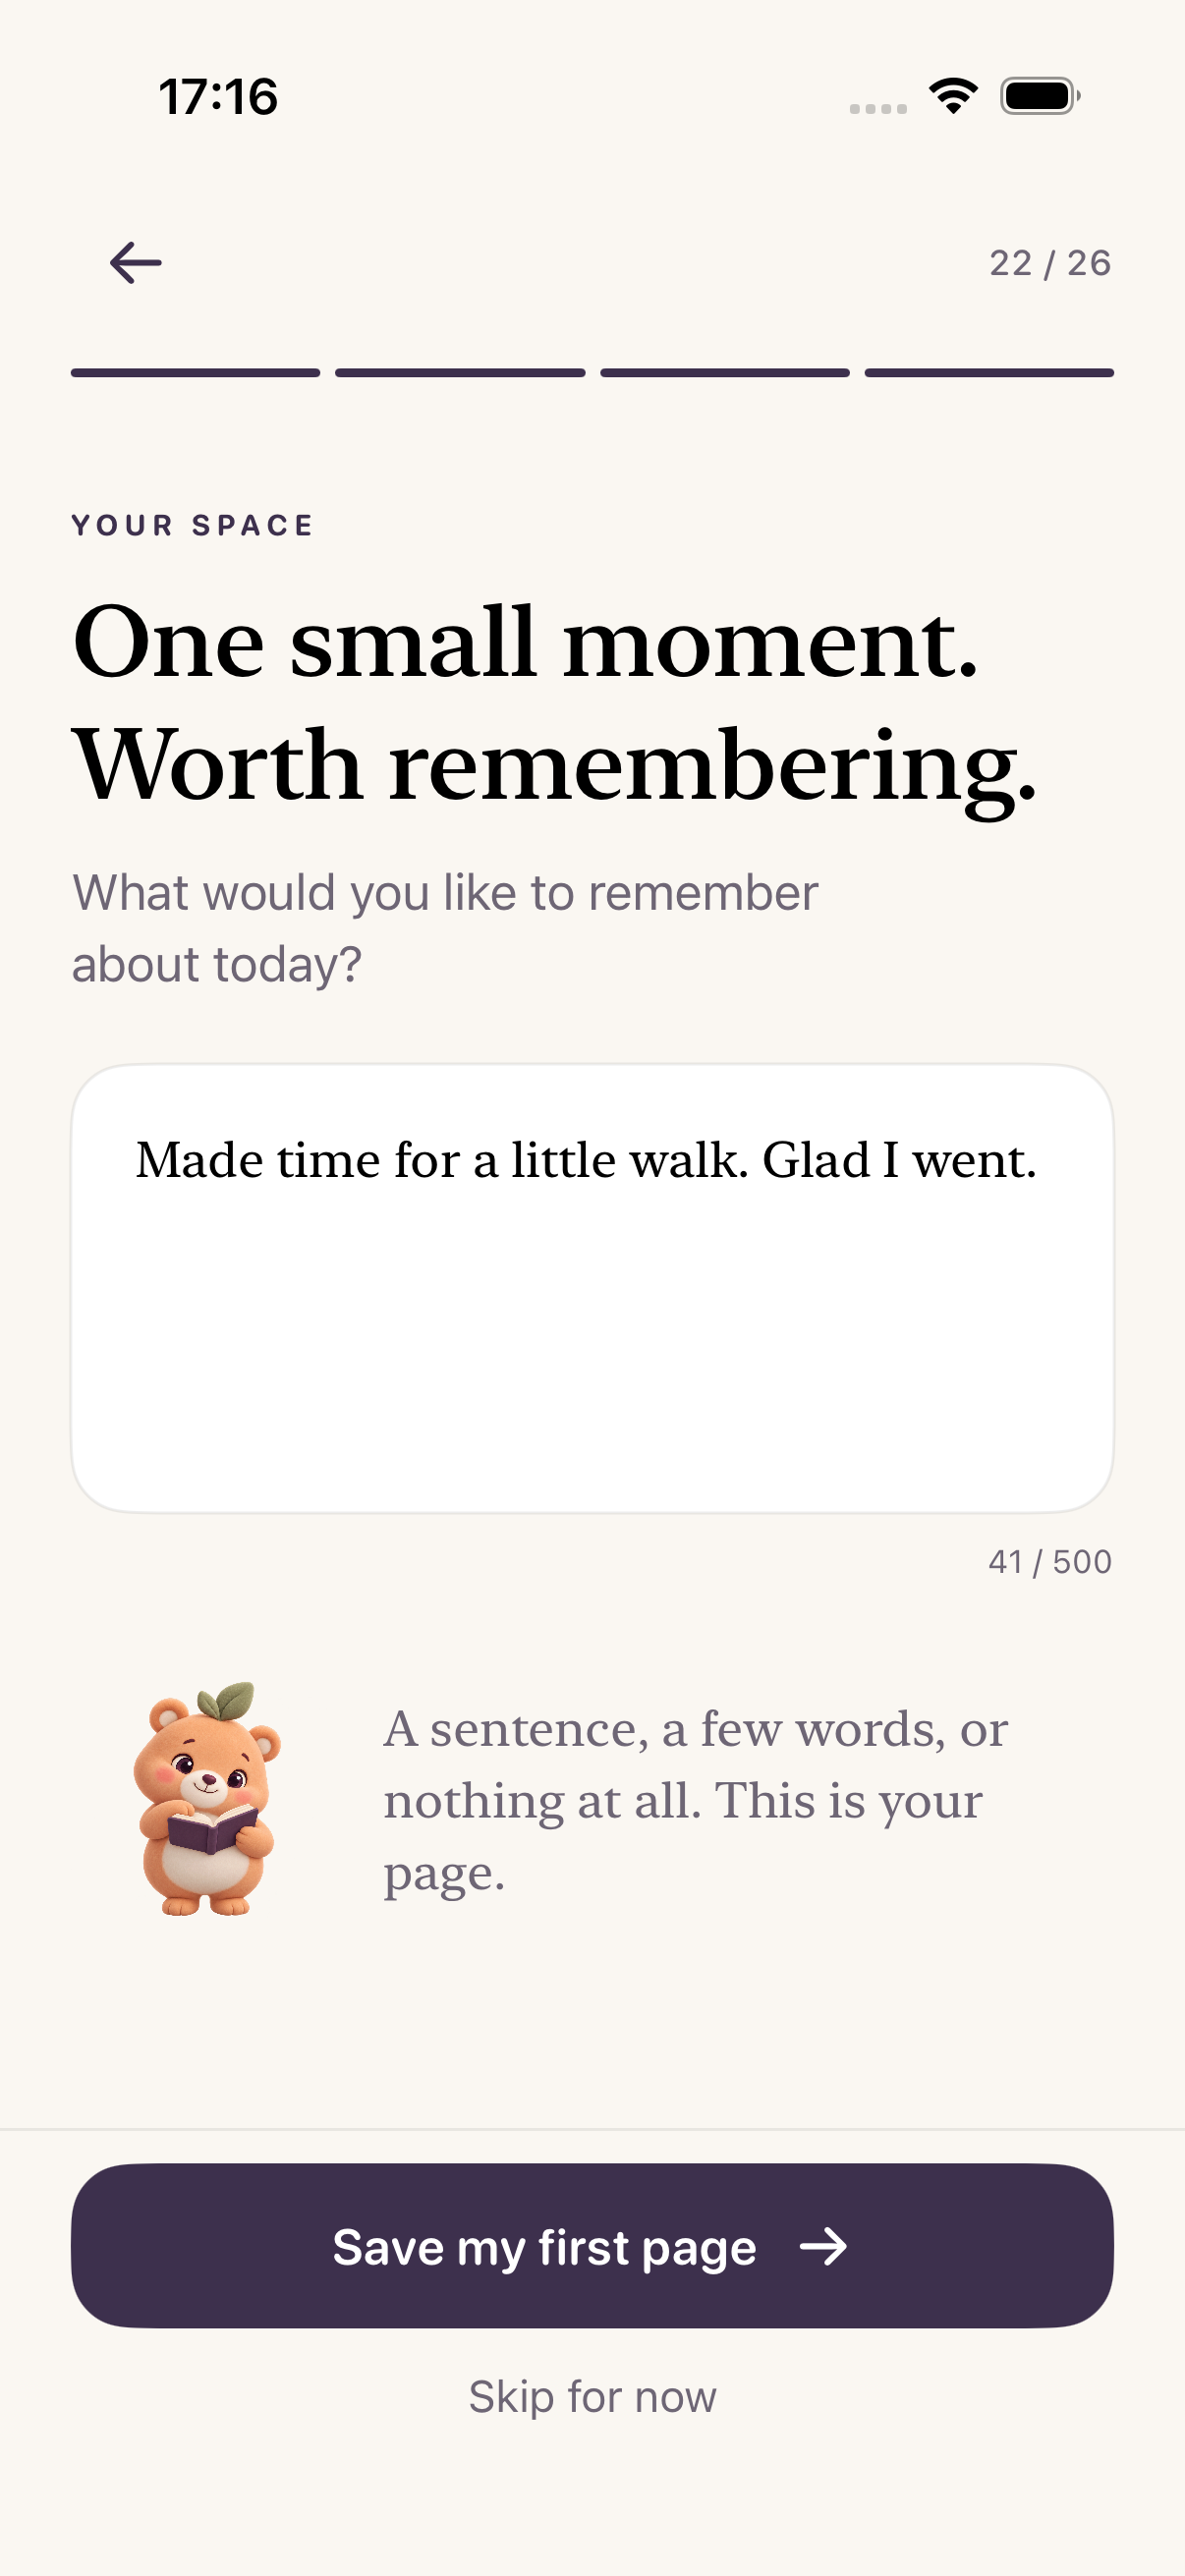 17:16
22 / 26
YOUR SPACE
One small moment.
Worth remembering.
What would you like to remember
about today?
Made time for a little walk. Glad I went.
41 / 500
A sentence, a few words, or
nothing at all. This is your
page.
Save my first page
Skip for now